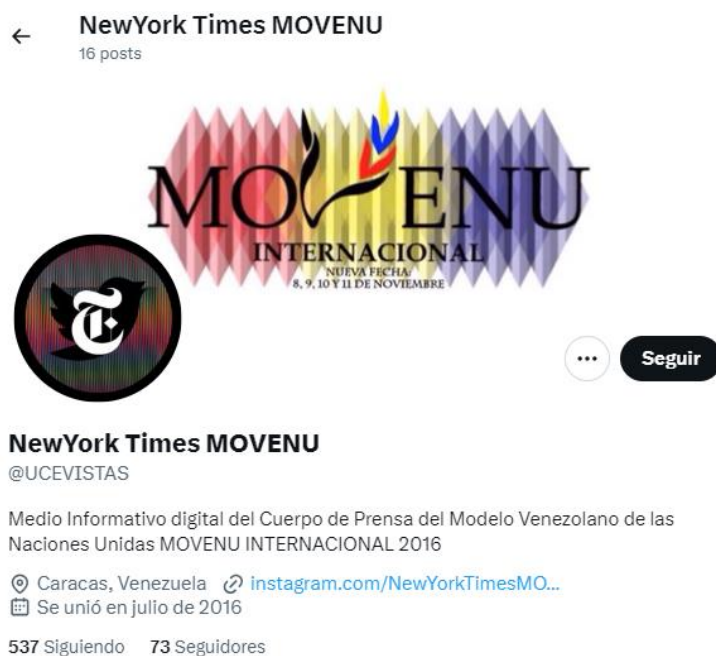 NewYork Times MOVENU
16 posts
MOVENU
INTERNACIONAL
NUEVA FECHA:
8, 9, 10 Y 11 DE NOVIEMBRE
T
Seguir
NewYork Times MOVENU
@UCEVISTAS
Medio Informativo digital del Cuerpo de Prensa del Modelo Venezolano de las
Naciones Unidas MOVENU INTERNACIONAL 2016
Caracas, Venezuela instagram.com/NewYorkTimesMO...
Se unió en julio de 2016
537 Siguiendo 73 Seguidores